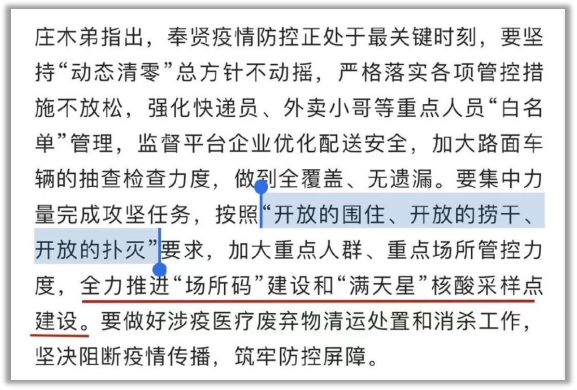 庄木弟指出，奉贤疫情防控正处于最关键时刻，要坚
持“动态清零”总方针不动摇，严格落实各项管控措
施不放松，强化快递员、外卖小哥等重点人员“白名
单”管理，监督平台企业优化配送安全，加大路面车
辆的抽查检查力度，做到全覆盖、无遗漏。要集中力
量完成攻坚任务，按照“开放的围住、开放的捞干、
开放的扑灭”要求，加大重点人群、重点场所管控力
度，全力推进“场所码”建设和“满天星”核酸采样点
建设。要做好涉疫医疗废弃物清运处置和消杀工作，
坚决阻断疫情传播，筑牢防控屏障。